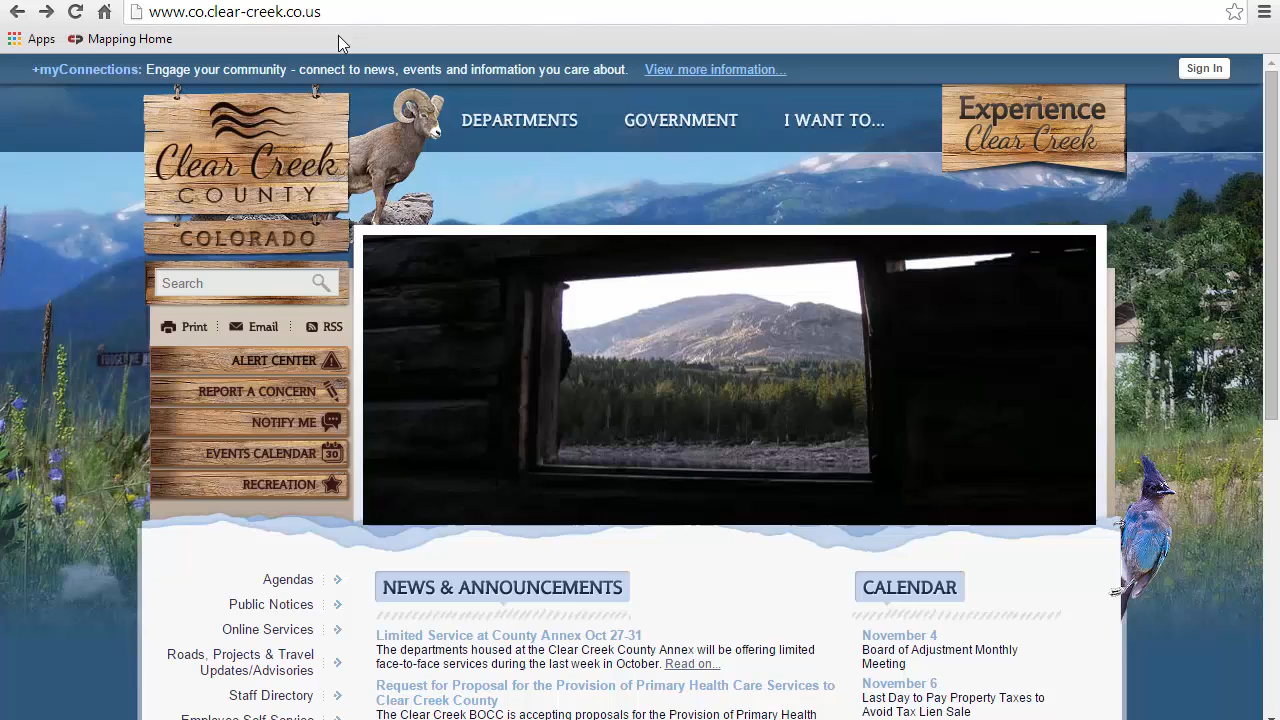 www.co.clear-creek.co.us
Apps
Mapping Home
+myConnections: Engage your community - connect to news, events and information you care about. View more information...
Sign In
Clear Creek
COUNTY
COLORADO
DEPARTMENTS
GOVERNMENT
I WANT TO...
Experience
Clear Creek
Search
Print
Email
RSS
ALERT CENTER
REPORT A CONCERN
NOTIFY ME
EVENTS CALENDAR 30
RECREATION
Agendas
Public Notices
Online Services
Roads, Projects & Travel
Updates/Advisories
Staff Directory
Employee Self Service
NEWS & ANNOUNCEMENTS
Limited Service at County Annex Oct 27-31
The departments housed at the Clear Creek County Annex will be offering limited
face-to-face services during the last week in October. Read on...
Request for Proposal for the Provision of Primary Health Care Services to
Clear Creek County
The Clear Creek BOCC is accepting proposals for the Provision of Primary Health
CALENDAR
November 4
Board of Adjustment Monthly
Meeting
November 6
Last Day to Pay Property Taxes to
Avoid Tax Lien Sale